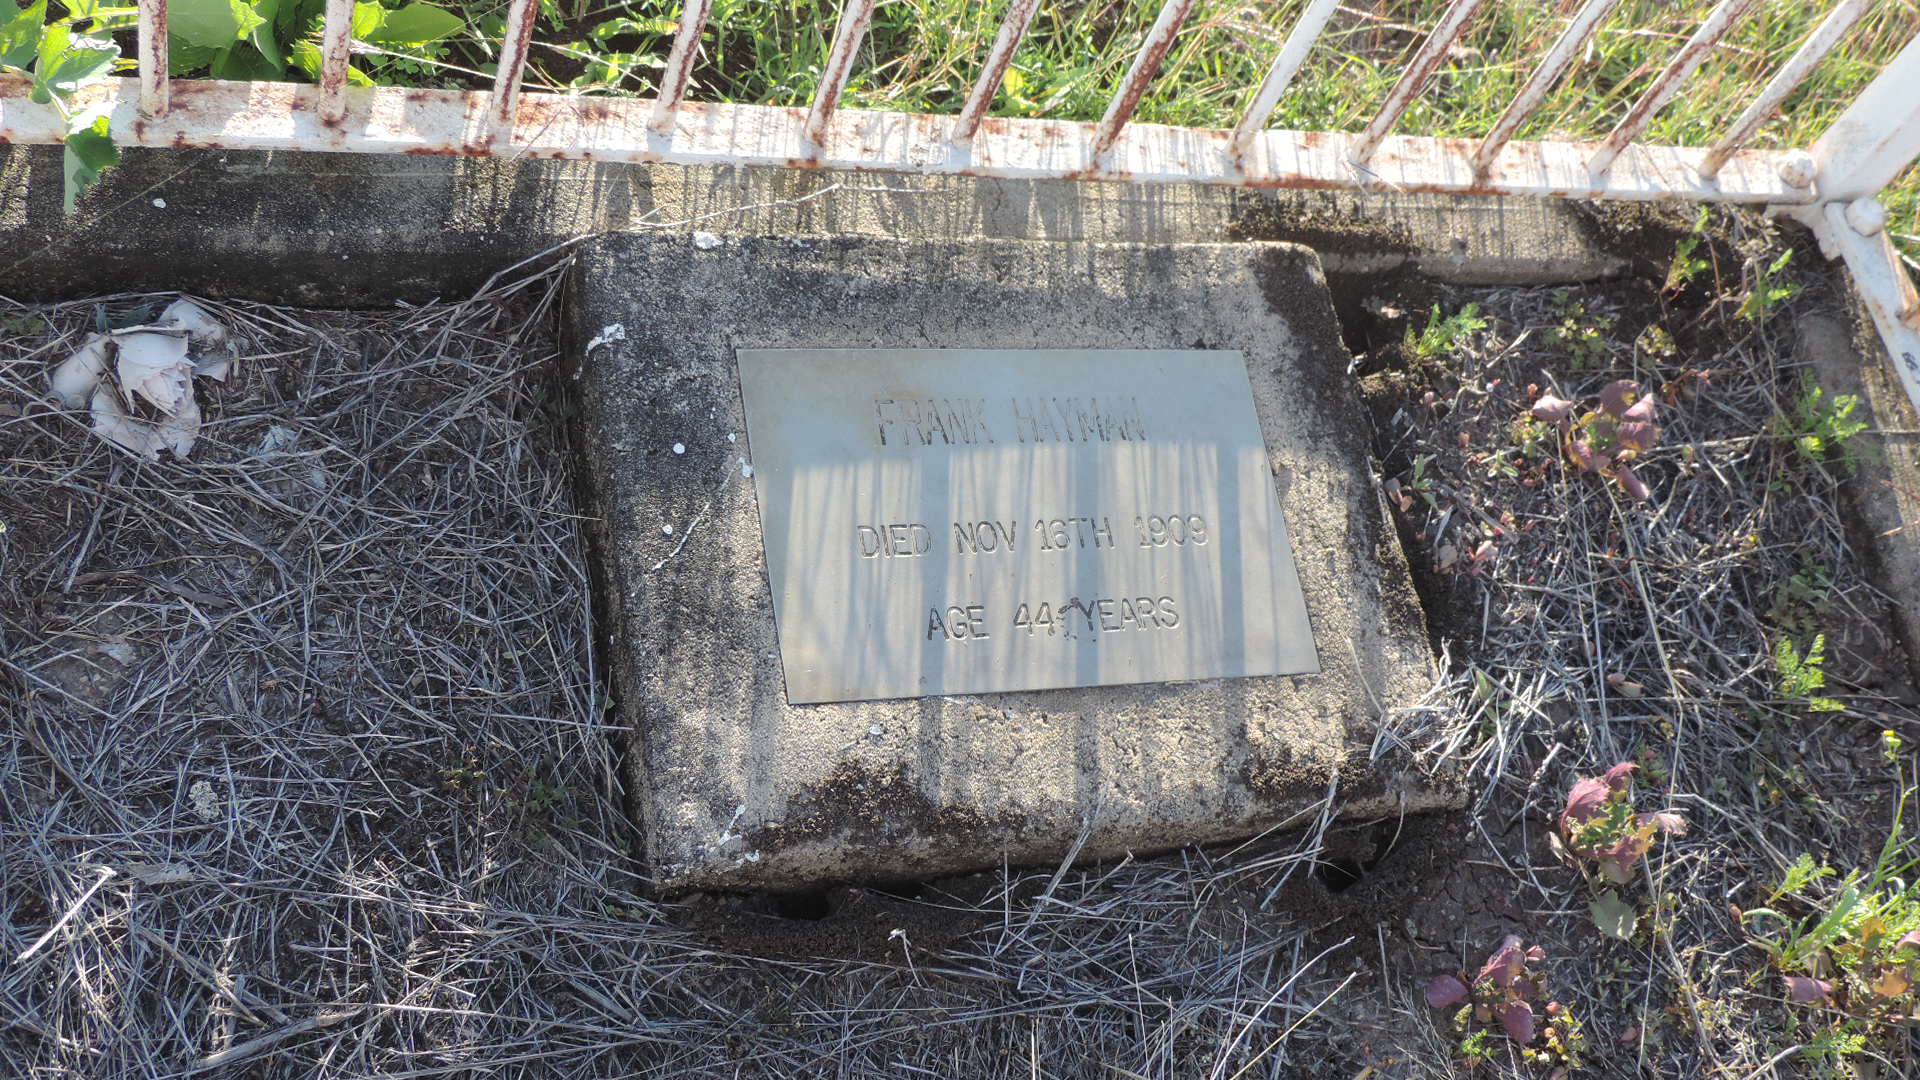 FRANK HAYMAN
DIED NOV 16TH 1909
AGE 44 YEARS